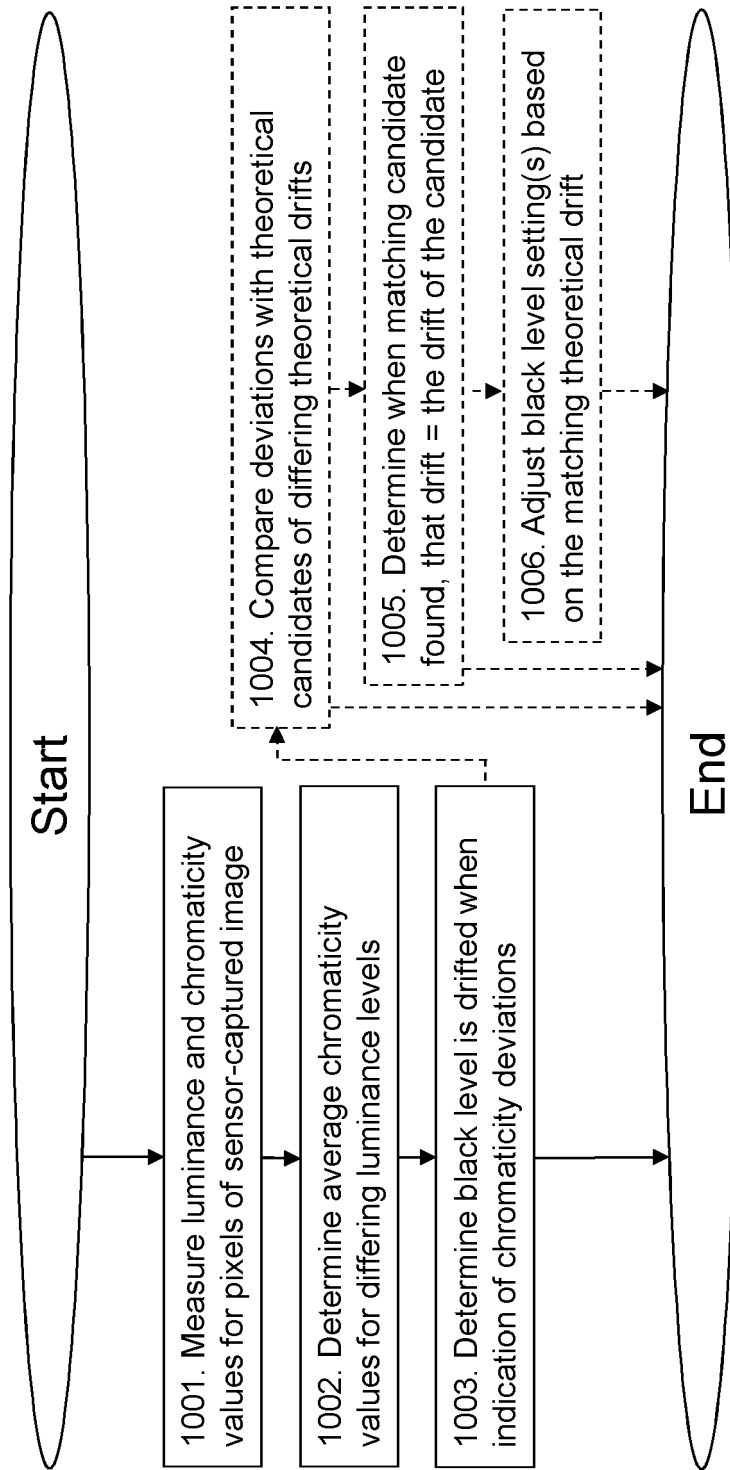 Start
1001. Measure luminance and chromaticity
values for pixels of sensor-captured image
1002. Determine average chromaticity
values for differing luminance levels
1003. Determine black level is drifted when
indication of chromaticity deviations
1004. Compare deviations with theoretical
candidates of differing theoretical drifts
1005. Determine when matching candidate
found, that drift = the drift of the candidate
1006. Adjust black level setting(s) based
on the matching theoretical drift
End